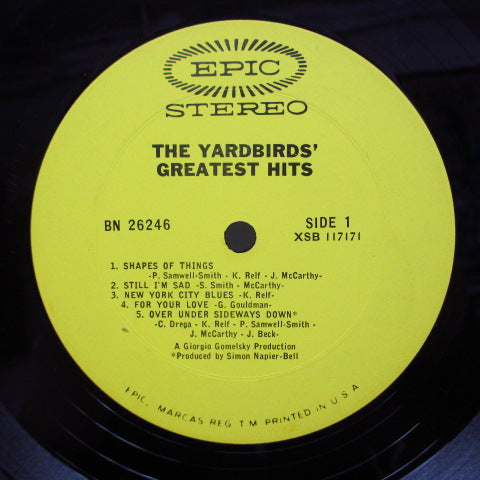 EPIC
STEREO
THE YARDBIRDS'
GREATEST HITS
BN 26246
SIDE 1
XSB 117171
1. SHAPES OF THINGS
-P. Samwell-Smith - K. Relf - J. McCarthy-
2. STILL I'M SAD -S. Smith - McCarthy-
3. NEW YORK CITY BLUES -K. Relf-
4. FOR YOUR LOVE -G. Gouldman-
5. OVER UNDER SIDEWAYS DOWN*
-C. Drega - K. Relf - P. Samwell-Smith -
J. McCarthy - J. Beck-
A Giorgio Gomelsky Production
*Produced by Simon Napier-Bell
EPIC, MARCAS REG T M PRINTED IN U.S.A.